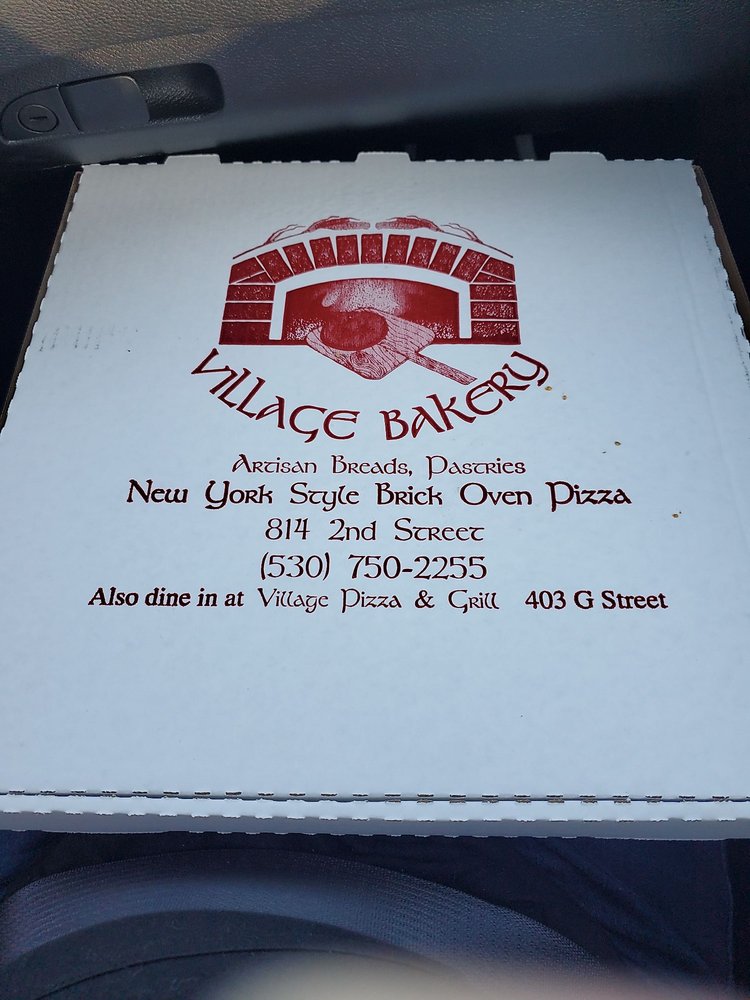 Village Bakery
Artisan Breads, Pastries
New York Style Brick Oven Pizza
814 2nd Street
(530) 750-2255
Also dine in at Village Pizza & Grill 403 G Street